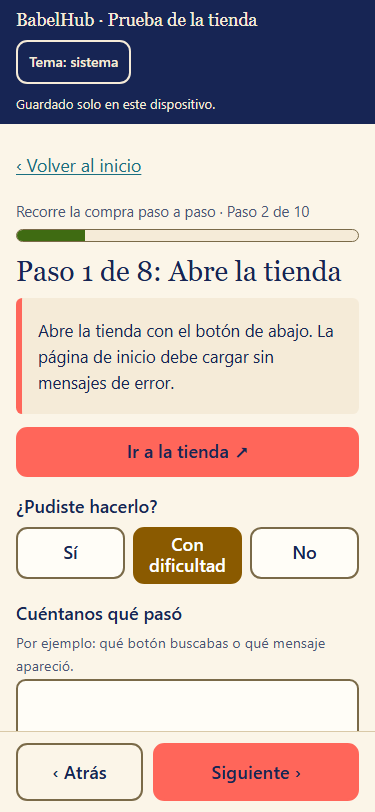 BabelHub · Prueba de la tienda
Tema: sistema
Guardado solo en este dispositivo.
‹ Volver al inicio
Recorre la compra paso a paso · Paso 2 de 10
Paso 1 de 8: Abre la tienda
Abre la tienda con el botón de abajo. La
página de inicio debe cargar sin
mensajes de error.
Ir a la tienda ↗
¿Pudiste hacerlo?
Sí
Con
dificultad
No
Cuéntanos qué pasó
Por ejemplo: qué botón buscabas o qué mensaje
apareció.
‹ Atrás
Siguiente ›